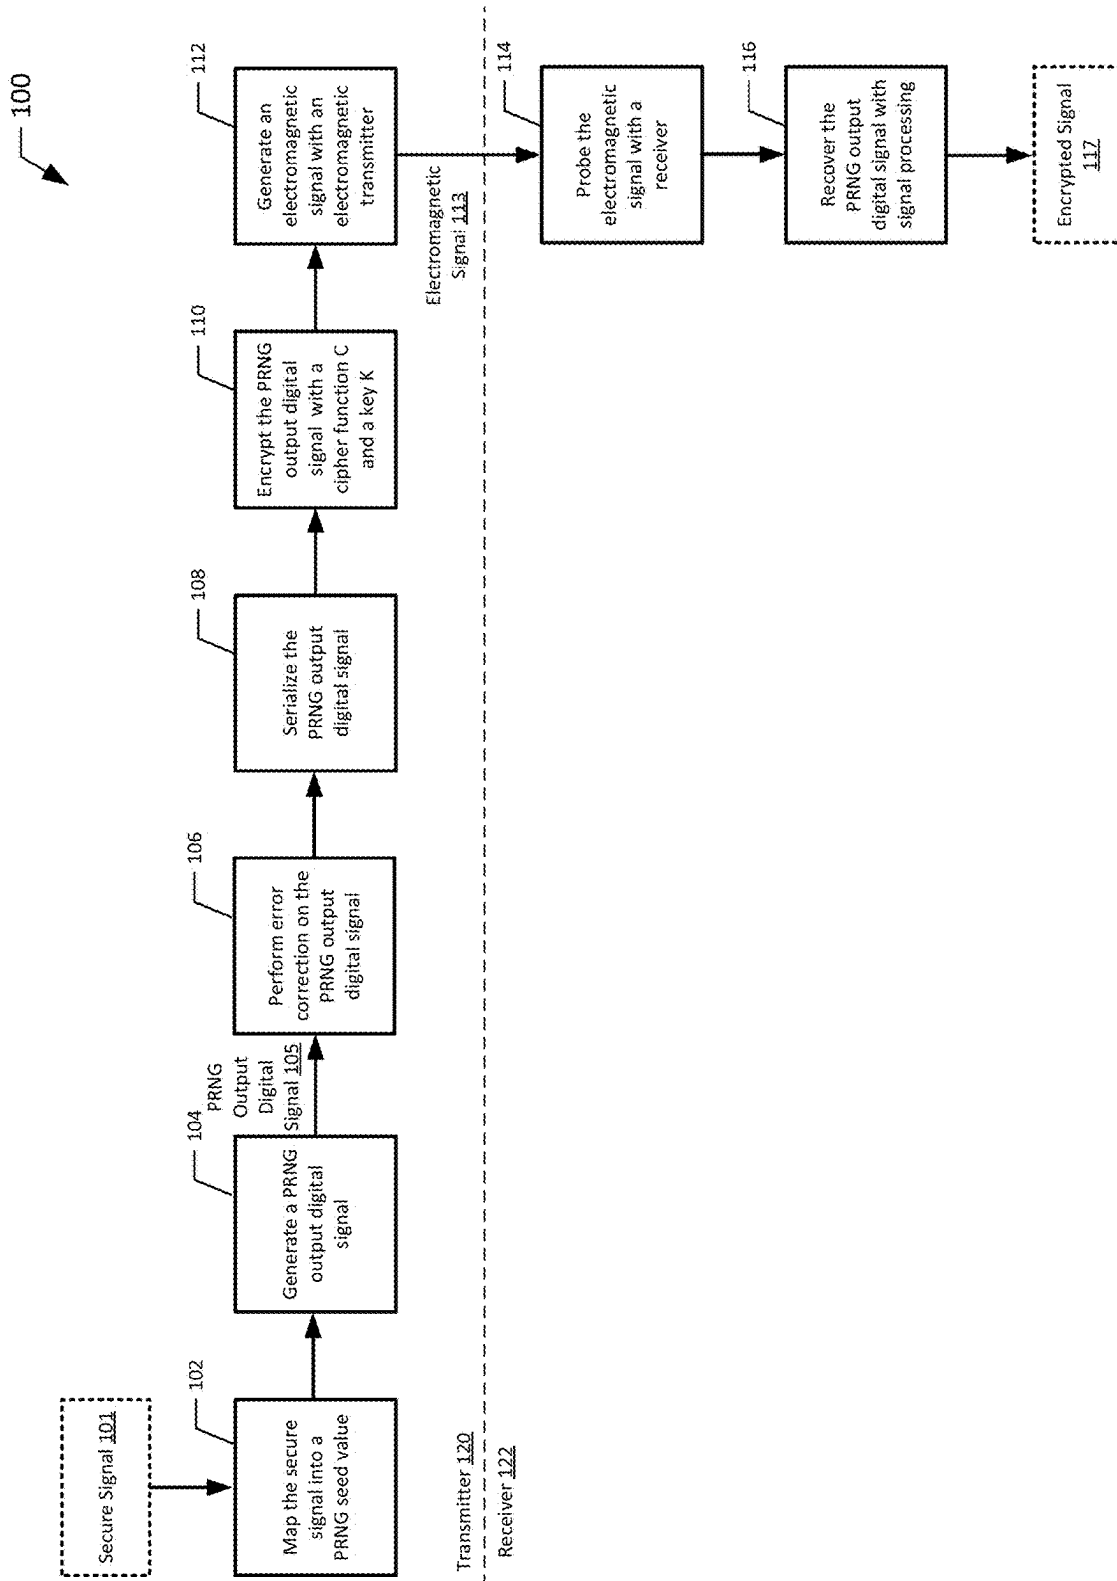 100
Secure Signal 101
102
Map the secure
signal into a
PRNG seed value
104
Generate a PRNG
output digital
signal
PRNG
Output
Digital
Signal 105
106
Perform error
correction on the
PRNG output
digital signal
108
Serialize the
PRNG output
digital signal
110
Encrypt the PRNG
output digital
signal with a
cipher function C
and a key K
112
Generate an
electromagnetic
signal with an
electromagnetic
transmitter
Electromagnetic
Signal 113
Transmitter 120
Receiver 122
114
Probe the
electromagnetic
signal with a
receiver
116
Recover the
PRNG output
digital signal with
signal processing
Encrypted Signal
117